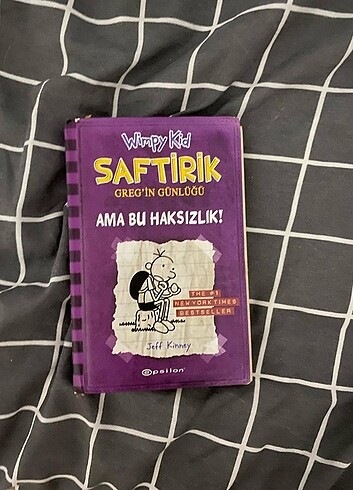 Wimpy Kid
SAFTİRİK
GREG'İN GÜNLÜĞÜ
AMA BU HAKSIZLIK!
THE #1
NEW YORK TIMES
BESTSELLER
Jeff Kinney
epsilon